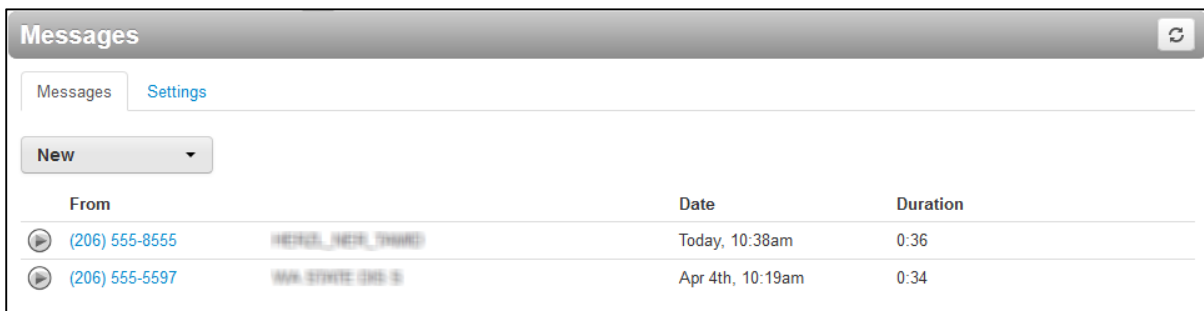 Messages
Messages Settings
New
From Date Duration
(206) 555-8555 Today, 10:38am 0:36
(206) 555-5597 Apr 4th, 10:19am 0:34